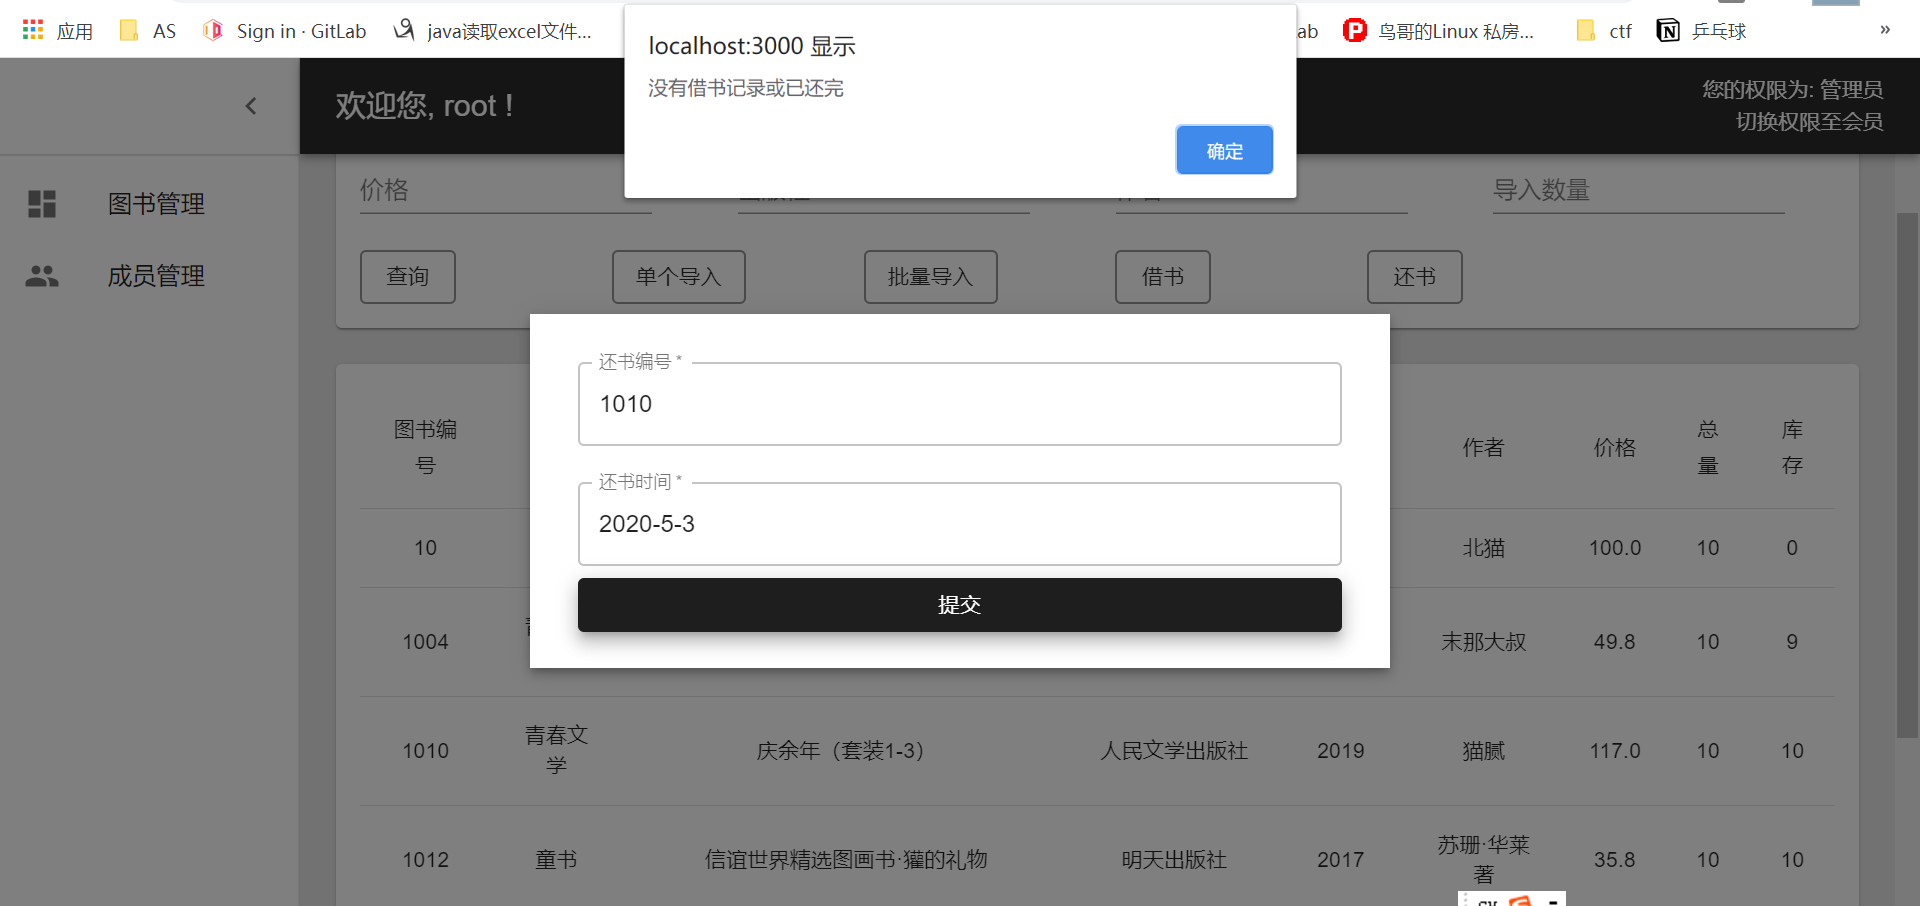 应用
AS
Sign in · GitLab
java读取excel文件...
ab
鸟哥的Linux 私房...
ctf
乒乓球
»
localhost:3000 显示
没有借书记录或已还完
确定
欢迎您, root !
您的权限为: 管理员
切换权限至会员
图书管理
成员管理
价格
导入数量
查询
单个导入
批量导入
借书
还书
还书编号 *
1010
还书时间 *
2020-5-3
提交
图书编号
作者
价格
总量
库存
10
北猫
100.0
10
0
1004
末那大叔
49.8
10
9
1010
青春文学
庆余年（套装1-3）
人民文学出版社
2019
猫腻
117.0
10
10
1012
童书
信谊世界精选图画书·獾的礼物
明天出版社
2017
苏珊·华莱著
35.8
10
10